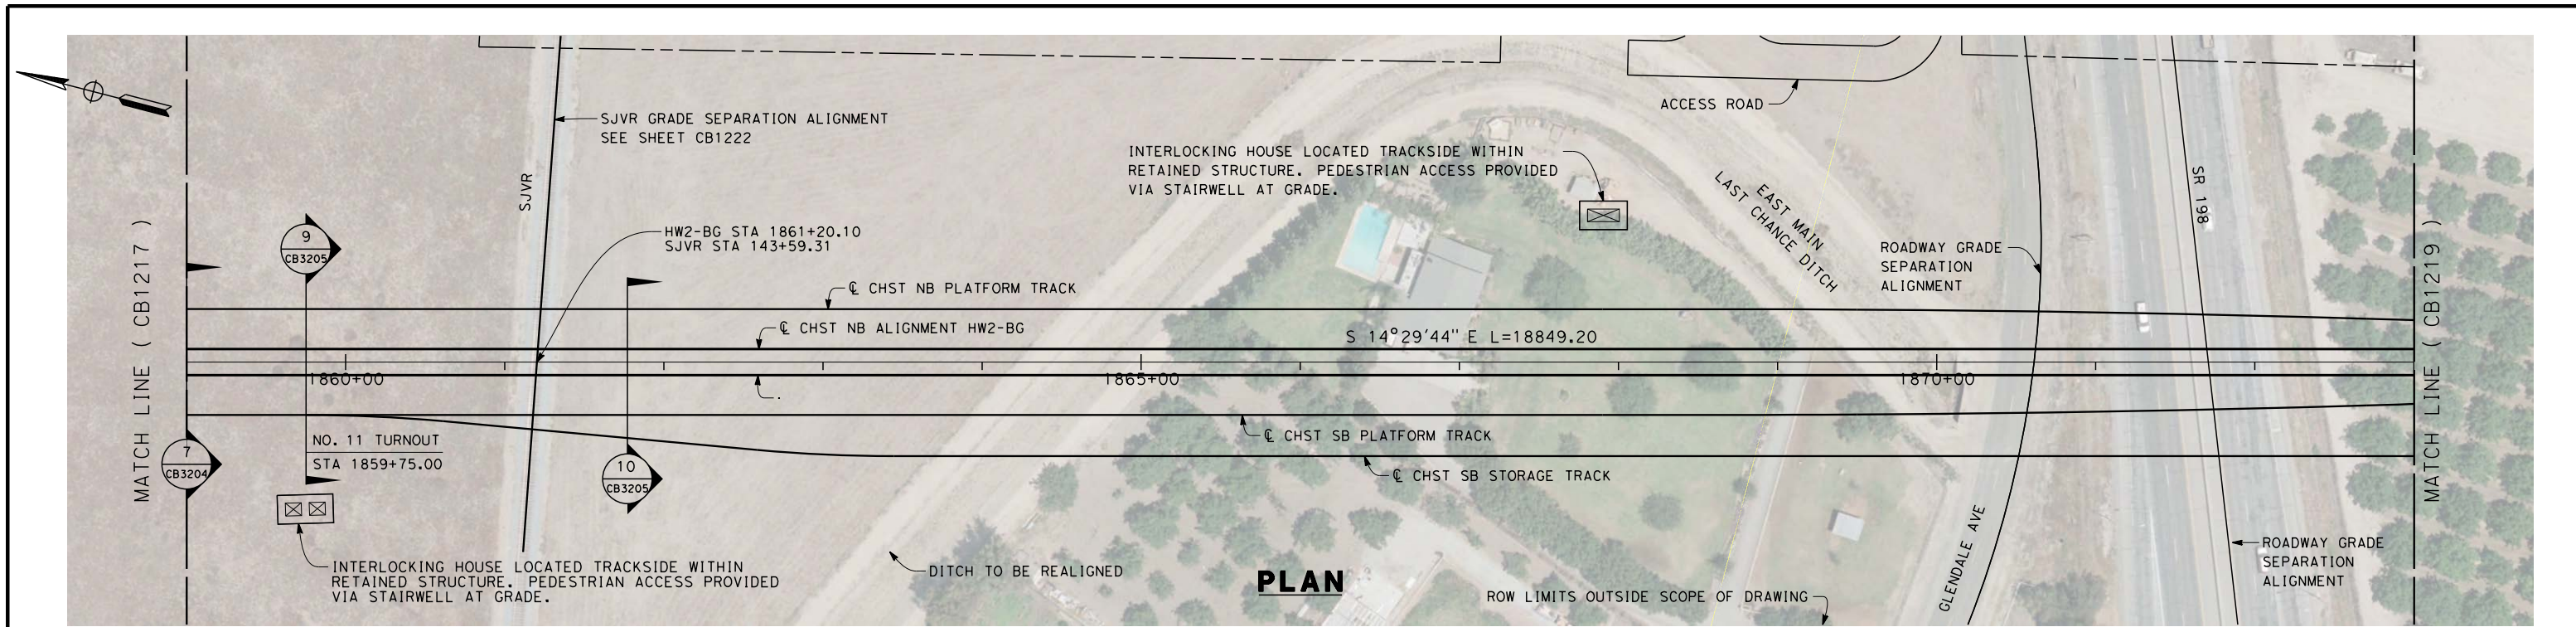 SJVR GRADE SEPARATION ALIGNMENT
SEE SHEET CB1222
ACCESS ROAD
INTERLOCKING HOUSE LOCATED TRACKSIDE WITHIN
RETAINED STRUCTURE. PEDESTRIAN ACCESS PROVIDED
VIA STAIRWELL AT GRADE.
EAST MAIN
LAST CHANCE DITCH
SJVR
SR 198
MATCH LINE ( CB1217 )
9
CB3205
HW2-BG STA 1861+20.10
SJVR STA 143+59.31
ROADWAY GRADE
SEPARATION
ALIGNMENT
MATCH LINE ( CB1219 )
℄ CHST NB PLATFORM TRACK
℄ CHST NB ALIGNMENT HW2-BG
S 14°29'44" E L=18849.20
1860+00
1865+00
1870+00
.
NO. 11 TURNOUT
STA 1859+75.00
7
CB3204
10
CB3205
℄ CHST SB PLATFORM TRACK
℄ CHST SB STORAGE TRACK
INTERLOCKING HOUSE LOCATED TRACKSIDE WITHIN
RETAINED STRUCTURE. PEDESTRIAN ACCESS PROVIDED
VIA STAIRWELL AT GRADE.
DITCH TO BE REALIGNED
PLAN
ROW LIMITS OUTSIDE SCOPE OF DRAWING
GLENDALE AVE
ROADWAY GRADE
SEPARATION
ALIGNMENT